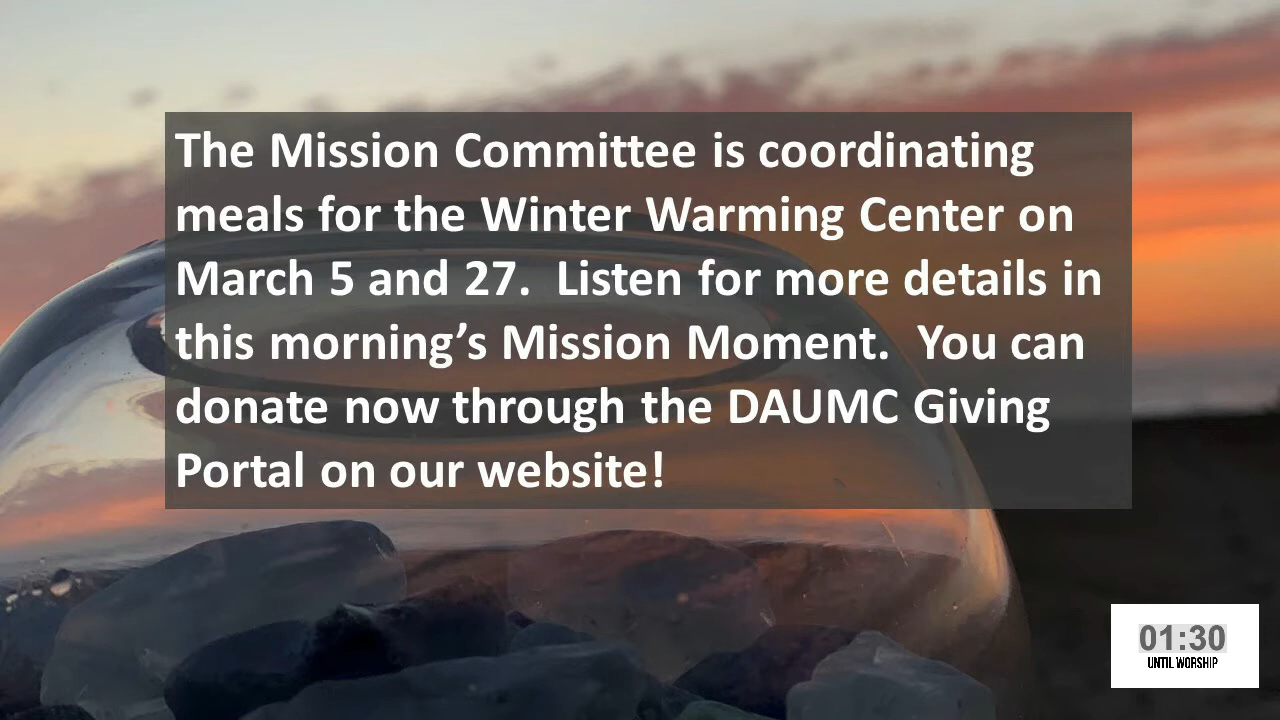 The Mission Committee is coordinating
meals for the Winter Warming Center on
March 5 and 27.  Listen for more details in
this morning’s Mission Moment.  You can
donate now through the DAUMC Giving
Portal on our website!
01:30
UNTIL WORSHIP